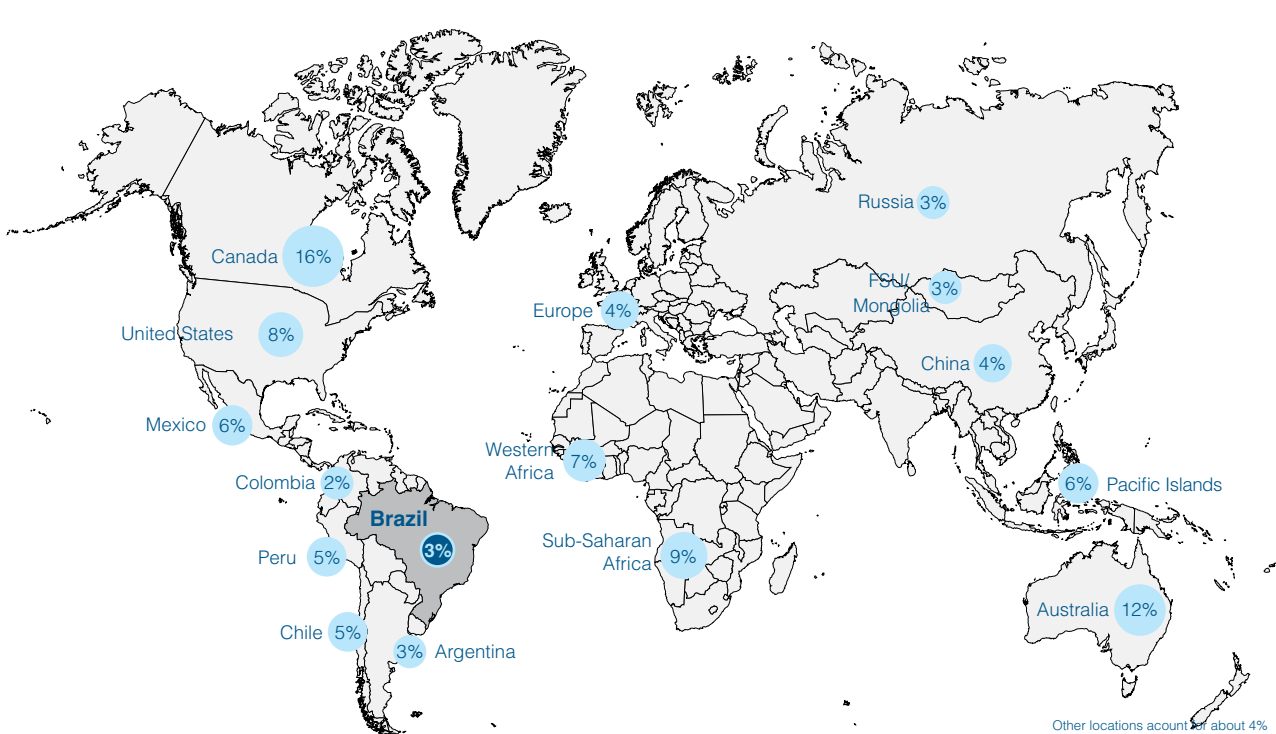 Russia 3%
Canada 16%
FSU/
Mongolia
3%
Europe 4%
United States 8%
China 4%
Mexico 6%
Western
Africa
7%
Colombia 2%
6% Pacific Islands
Brazil
3%
Sub-Saharan
Africa
9%
Peru 5%
Australia 12%
Chile 5%
3% Argentina
Other locations acount for about 4%